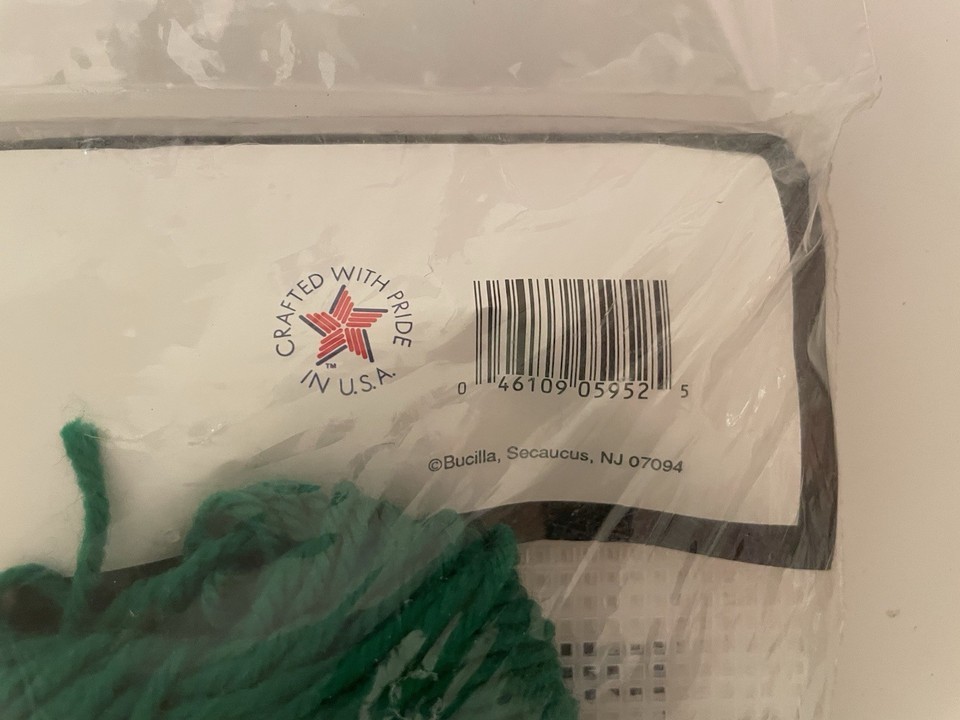 CRAFTED WITH PRIDE
IN U.S.A.
™
0 46109 05952 5
©Bucilla, Secaucus, NJ 07094